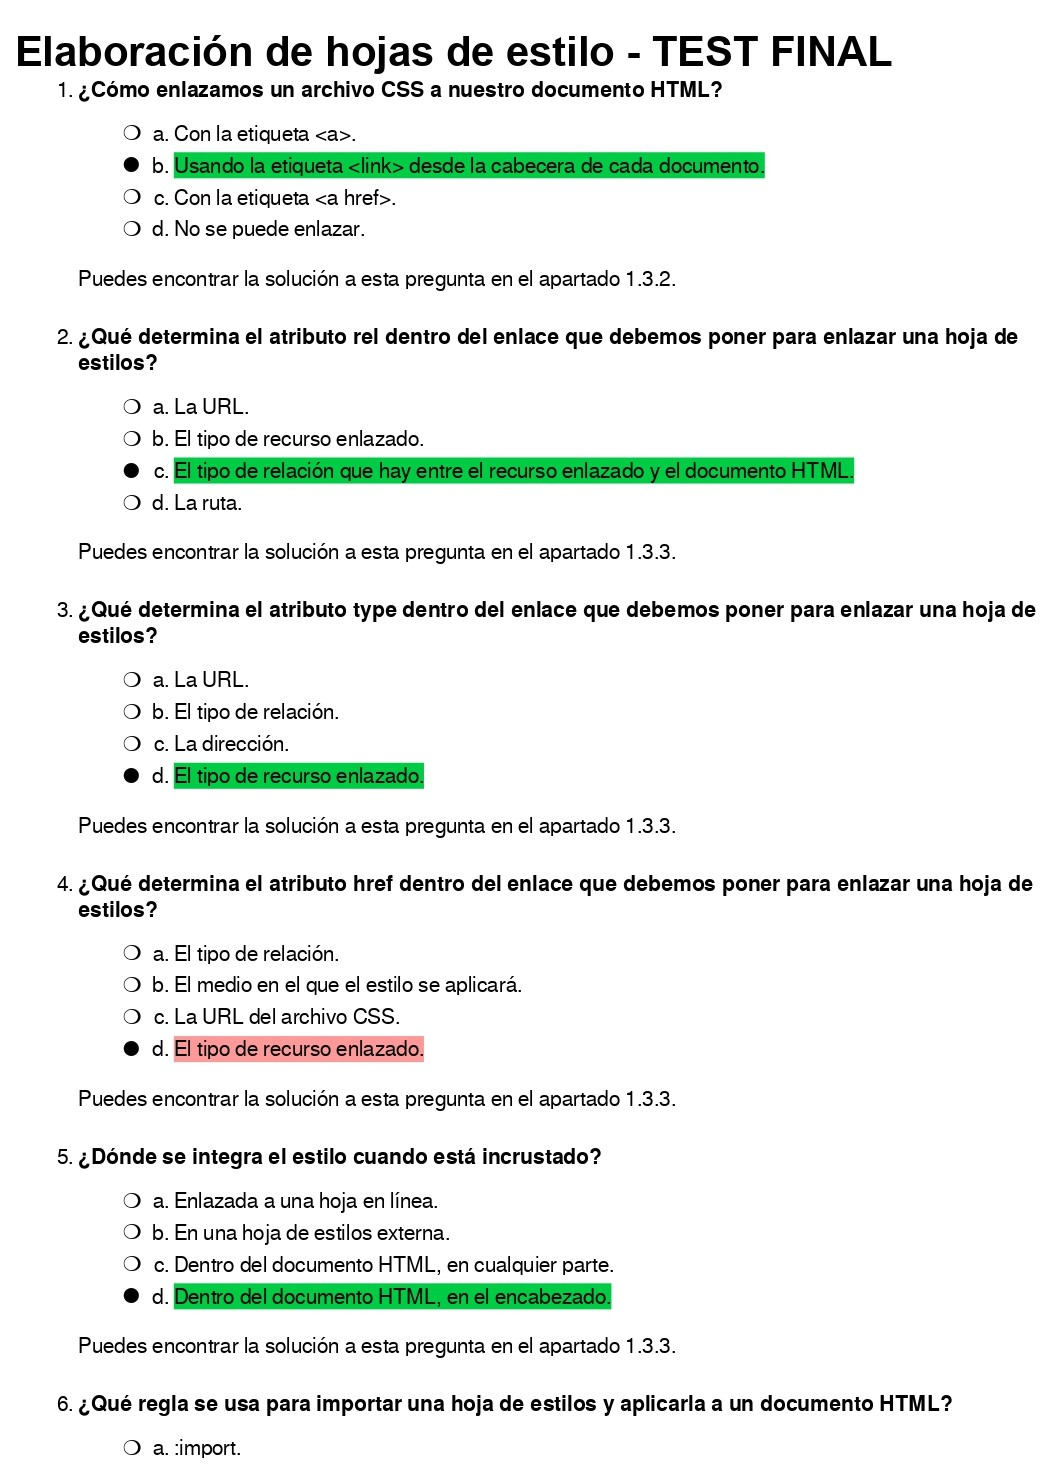 Elaboración de hojas de estilo - TEST FINAL
1. ¿Cómo enlazamos un archivo CSS a nuestro documento HTML?
a. Con la etiqueta <a>.
b. Usando la etiqueta <link> desde la cabecera de cada documento.
c. Con la etiqueta <a href>.
d. No se puede enlazar.
Puedes encontrar la solución a esta pregunta en el apartado 1.3.2.
2. ¿Qué determina el atributo rel dentro del enlace que debemos poner para enlazar una hoja de
estilos?
a. La URL.
b. El tipo de recurso enlazado.
c. El tipo de relación que hay entre el recurso enlazado y el documento HTML.
d. La ruta.
Puedes encontrar la solución a esta pregunta en el apartado 1.3.3.
3. ¿Qué determina el atributo type dentro del enlace que debemos poner para enlazar una hoja de
estilos?
a. La URL.
b. El tipo de relación.
c. La dirección.
d. El tipo de recurso enlazado.
Puedes encontrar la solución a esta pregunta en el apartado 1.3.3.
4. ¿Qué determina el atributo href dentro del enlace que debemos poner para enlazar una hoja de
estilos?
a. El tipo de relación.
b. El medio en el que el estilo se aplicará.
c. La URL del archivo CSS.
d. El tipo de recurso enlazado.
Puedes encontrar la solución a esta pregunta en el apartado 1.3.3.
5. ¿Dónde se integra el estilo cuando está incrustado?
a. Enlazada a una hoja en línea.
b. En una hoja de estilos externa.
c. Dentro del documento HTML, en cualquier parte.
d. Dentro del documento HTML, en el encabezado.
Puedes encontrar la solución a esta pregunta en el apartado 1.3.3.
6. ¿Qué regla se usa para importar una hoja de estilos y aplicarla a un documento HTML?
a. :import.